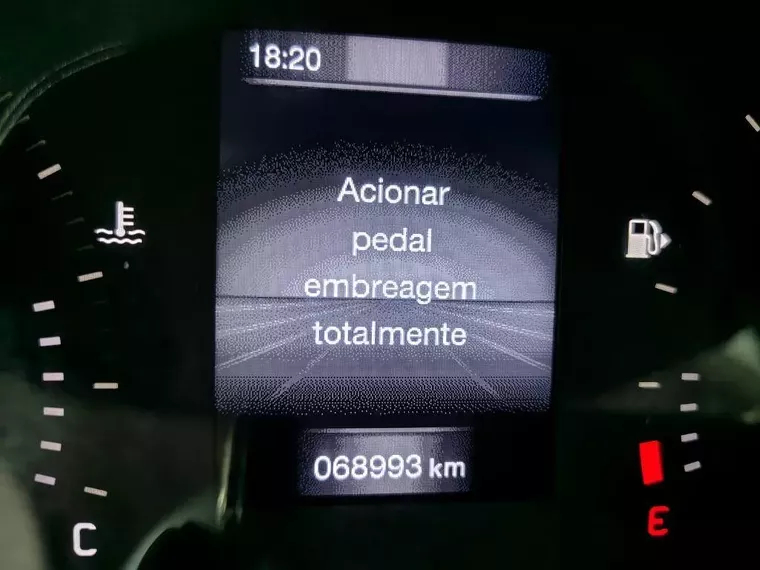 18:20
Acionar
pedal
embreagem
totalmente
068993 km
C
E